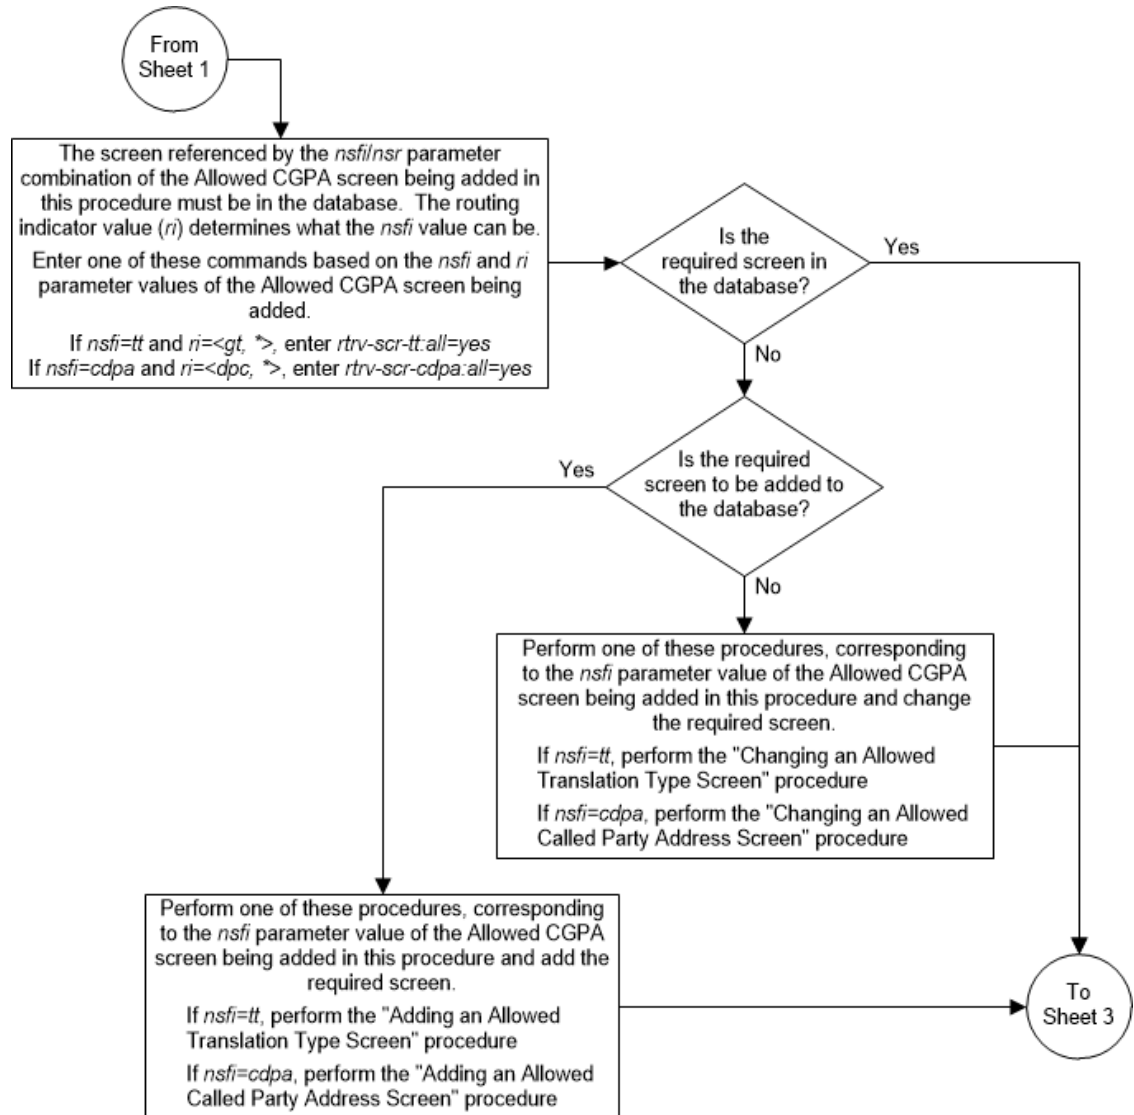 From
Sheet 1
The screen referenced by the nsfi/nsr parameter
combination of the Allowed CGPA screen being added in
this procedure must be in the database. The routing
indicator value (ri) determines what the nsfi value can be.
Enter one of these commands based on the nsfi and ri
parameter values of the Allowed CGPA screen being
added.
If nsfi=tt and ri=<gt, *>, enter rtrv-scr-tt:all=yes
If nsfi=cdpa and ri=<dpc, *>, enter rtrv-scr-cdpa:all=yes
Is the
required screen in
the database?
Yes
No
Is the required
screen to be added to
the database?
Yes
No
Perform one of these procedures, corresponding
to the nsfi parameter value of the Allowed CGPA
screen being added in this procedure and change
the required screen.
If nsfi=tt, perform the "Changing an Allowed
Translation Type Screen" procedure
If nsfi=cdpa, perform the "Changing an Allowed
Called Party Address Screen" procedure
Perform one of these procedures, corresponding
to the nsfi parameter value of the Allowed CGPA
screen being added in this procedure and add the
required screen.
If nsfi=tt, perform the "Adding an Allowed
Translation Type Screen" procedure
If nsfi=cdpa, perform the "Adding an Allowed
Called Party Address Screen" procedure
To
Sheet 3